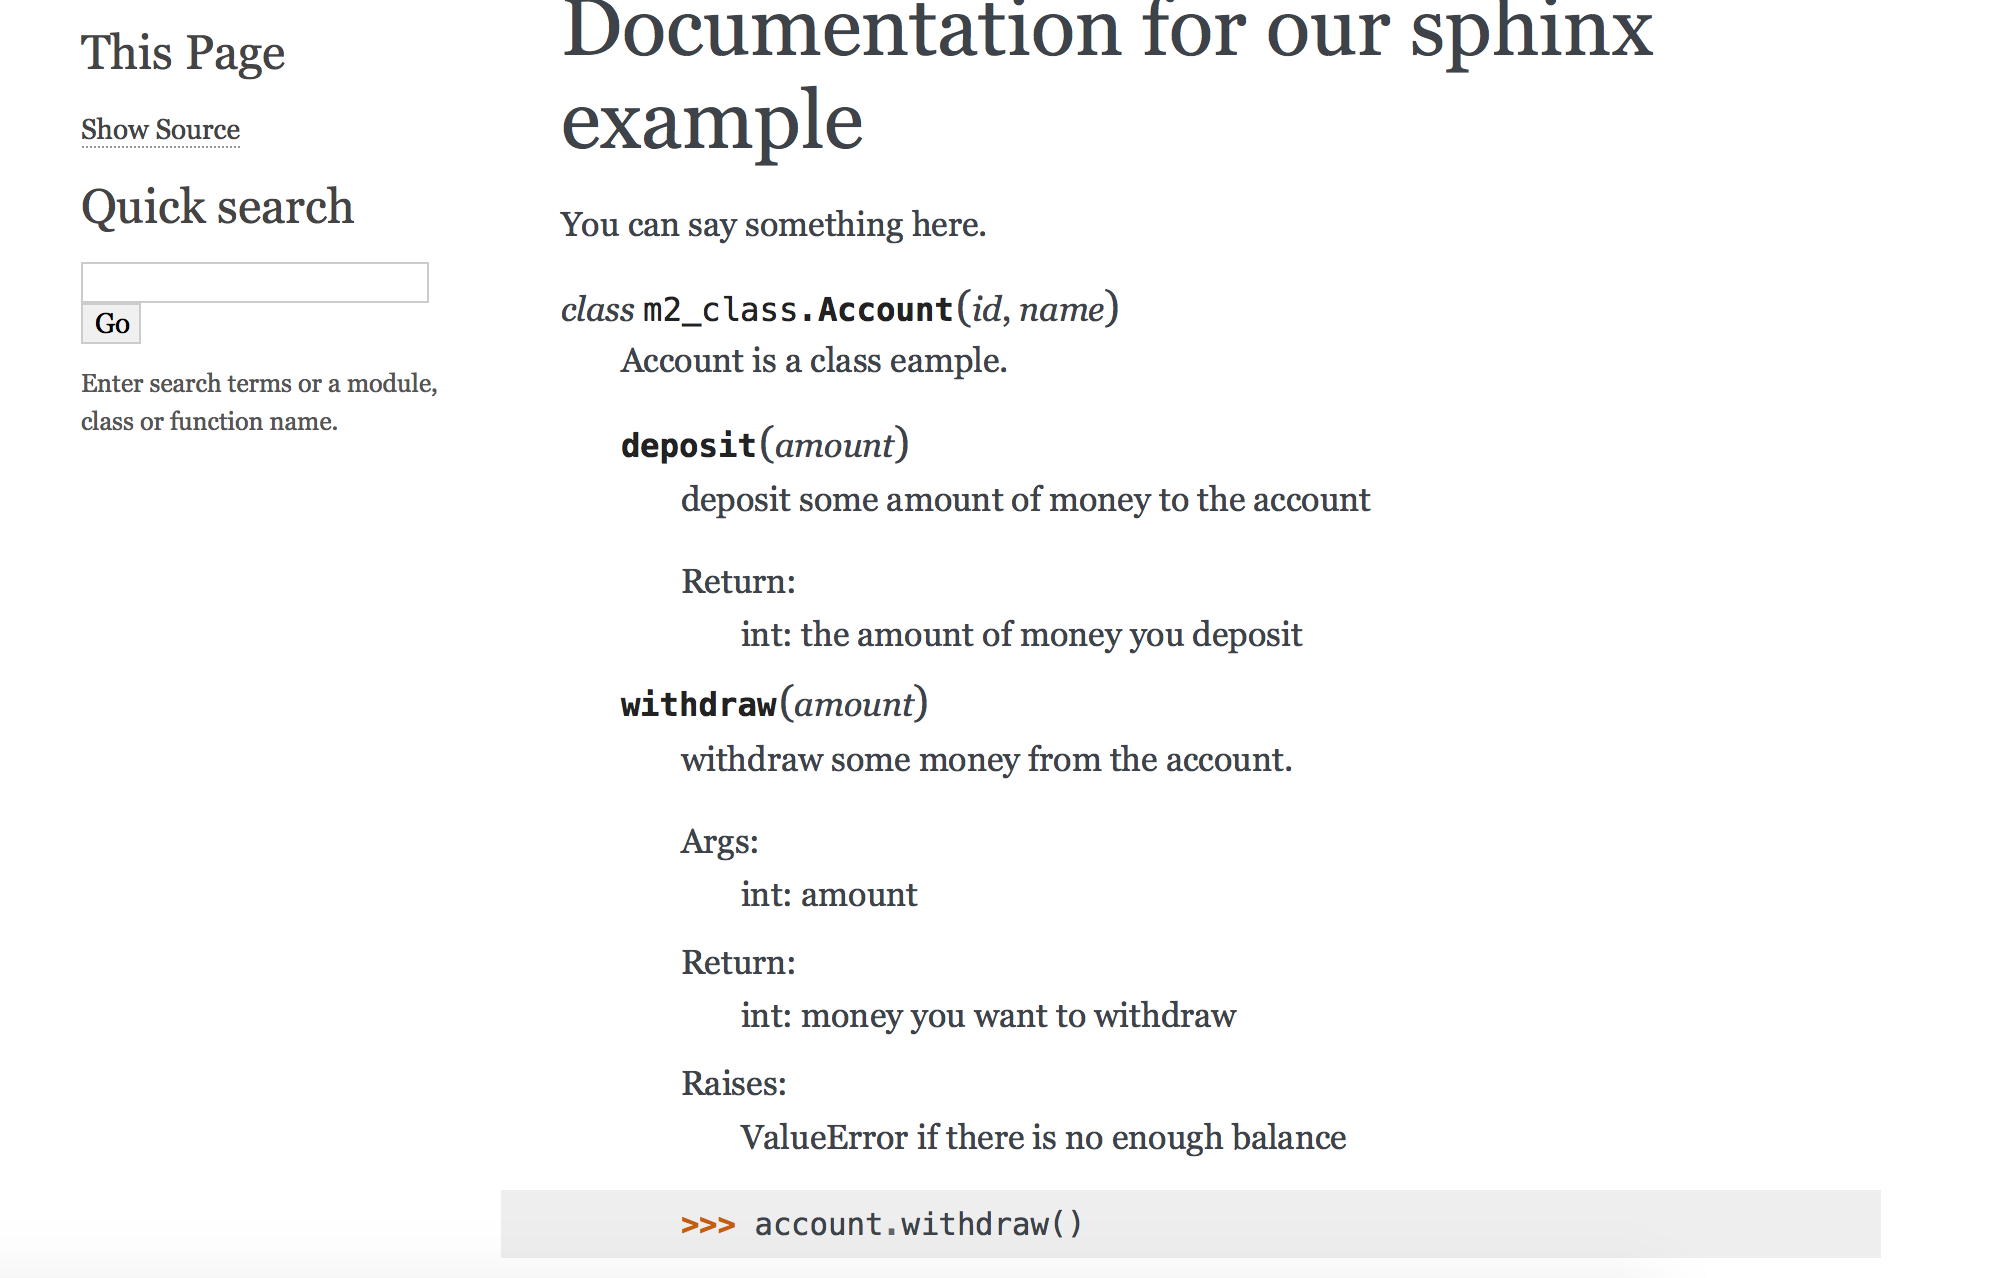 This Page
Show Source
Quick search
Go
Enter search terms or a module,
class or function name.
Documentation for our sphinx
example
You can say something here.
class m2_class.Account(id, name)
Account is a class eample.
deposit(amount)
deposit some amount of money to the account
Return:
int: the amount of money you deposit
withdraw(amount)
withdraw some money from the account.
Args:
int: amount
Return:
int: money you want to withdraw
Raises:
ValueError if there is no enough balance
>>> account.withdraw()